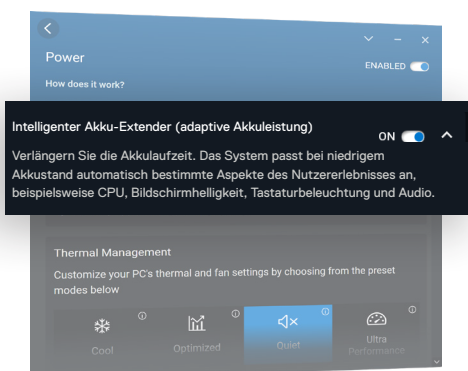 Power
ENABLED
How does it work?
Intelligenter Akku-Extender (adaptive Akkuleistung)
ON
Verlängern Sie die Akkulaufzeit. Das System passt bei niedrigem
Akkustand automatisch bestimmte Aspekte des Nutzererlebnisses an,
beispielsweise CPU, Bildschirmhelligkeit, Tastaturbeleuchtung und Audio.
Thermal Management
Customize your PC's thermal and fan settings by choosing from the preset
modes below
Cool
Optimized
Quiet
Ultra
Performance